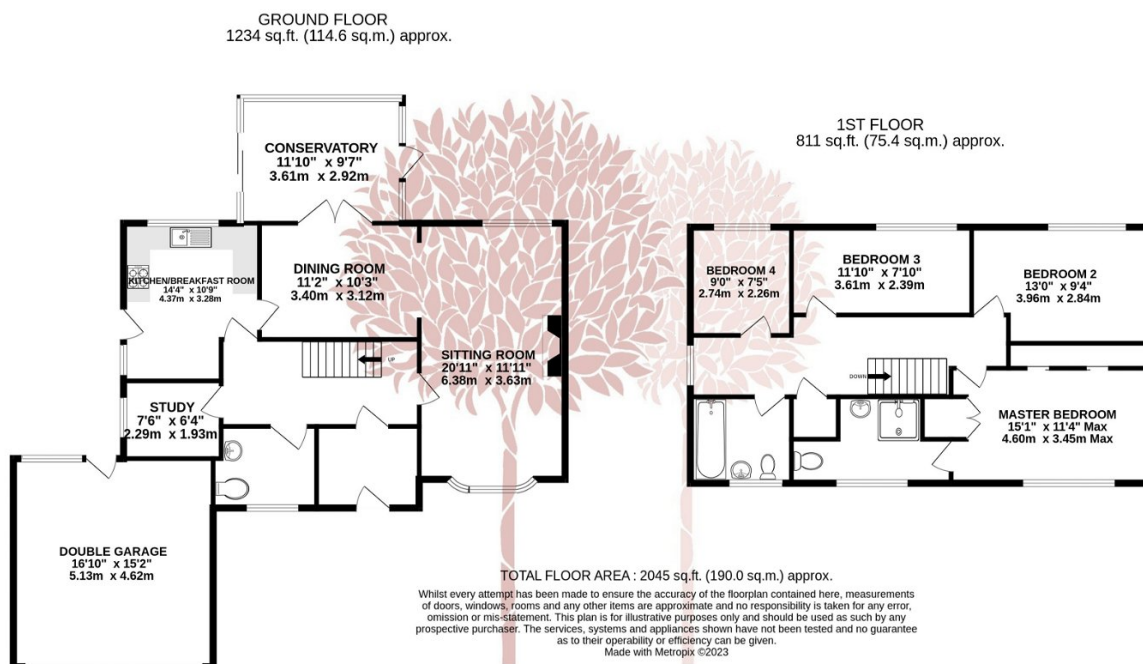 GROUND FLOOR
1234 sq.ft. (114.6 sq.m.) approx.
CONSERVATORY
11'10" x 9'7"
3.61m x 2.92m
KITCHEN/BREAKFAST ROOM
14'4" x 10'9"
4.37m x 3.28m
DINING ROOM
11'2" x 10'3"
3.40m x 3.12m
UP
SITTING ROOM
20'11" x 11'11"
6.38m x 3.63m
STUDY
7'6" x 6'4"
2.29m x 1.93m
DOUBLE GARAGE
16'10" x 15'2"
5.13m x 4.62m
1ST FLOOR
811 sq.ft. (75.4 sq.m.) approx.
BEDROOM 4
9'0" x 7'5"
2.74m x 2.26m
BEDROOM 3
11'10" x 7'10"
3.61m x 2.39m
BEDROOM 2
13'0" x 9'4"
3.96m x 2.84m
DOWN
MASTER BEDROOM
15'1" x 11'4" Max
4.60m x 3.45m Max
TOTAL FLOOR AREA : 2045 sq.ft. (190.0 sq.m.) approx.
Whilst every attempt has been made to ensure the accuracy of the floorplan contained here, measurements
of doors, windows, rooms and any other items are approximate and no responsibility is taken for any error,
omission or mis-statement. This plan is for illustrative purposes only and should be used as such by any
prospective purchaser. The services, systems and appliances shown have not been tested and no guarantee
as to their operability or efficiency can be given.
Made with Metropix ©2023